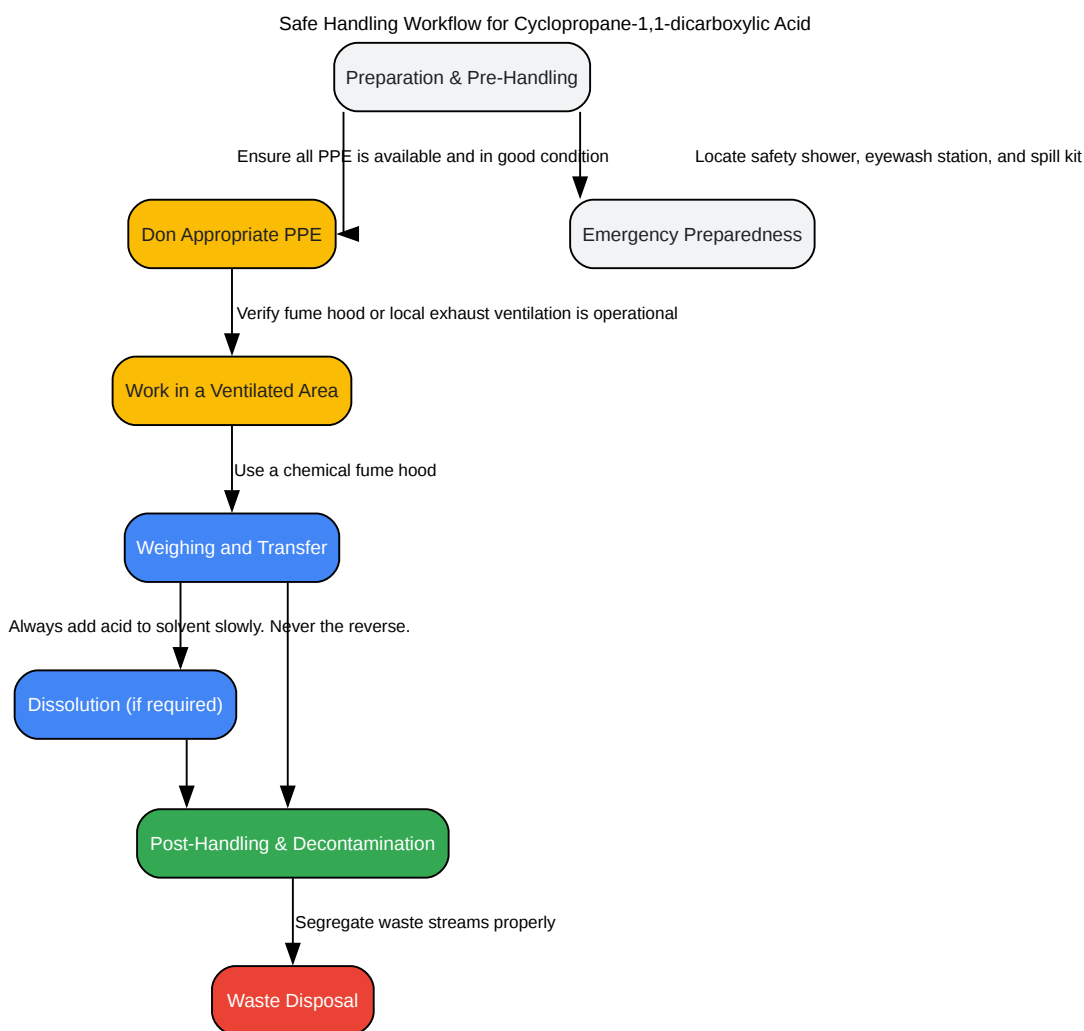 Safe Handling Workflow for Cyclopropane-1,1-dicarboxylic Acid
Preparation & Pre-Handling
Ensure all PPE is available and in good condition
Locate safety shower, eyewash station, and spill kit
Don Appropriate PPE
Emergency Preparedness
Verify fume hood or local exhaust ventilation is operational
Work in a Ventilated Area
Use a chemical fume hood
Weighing and Transfer
Always add acid to solvent slowly. Never the reverse.
Dissolution (if required)
Post-Handling & Decontamination
Segregate waste streams properly
Waste Disposal